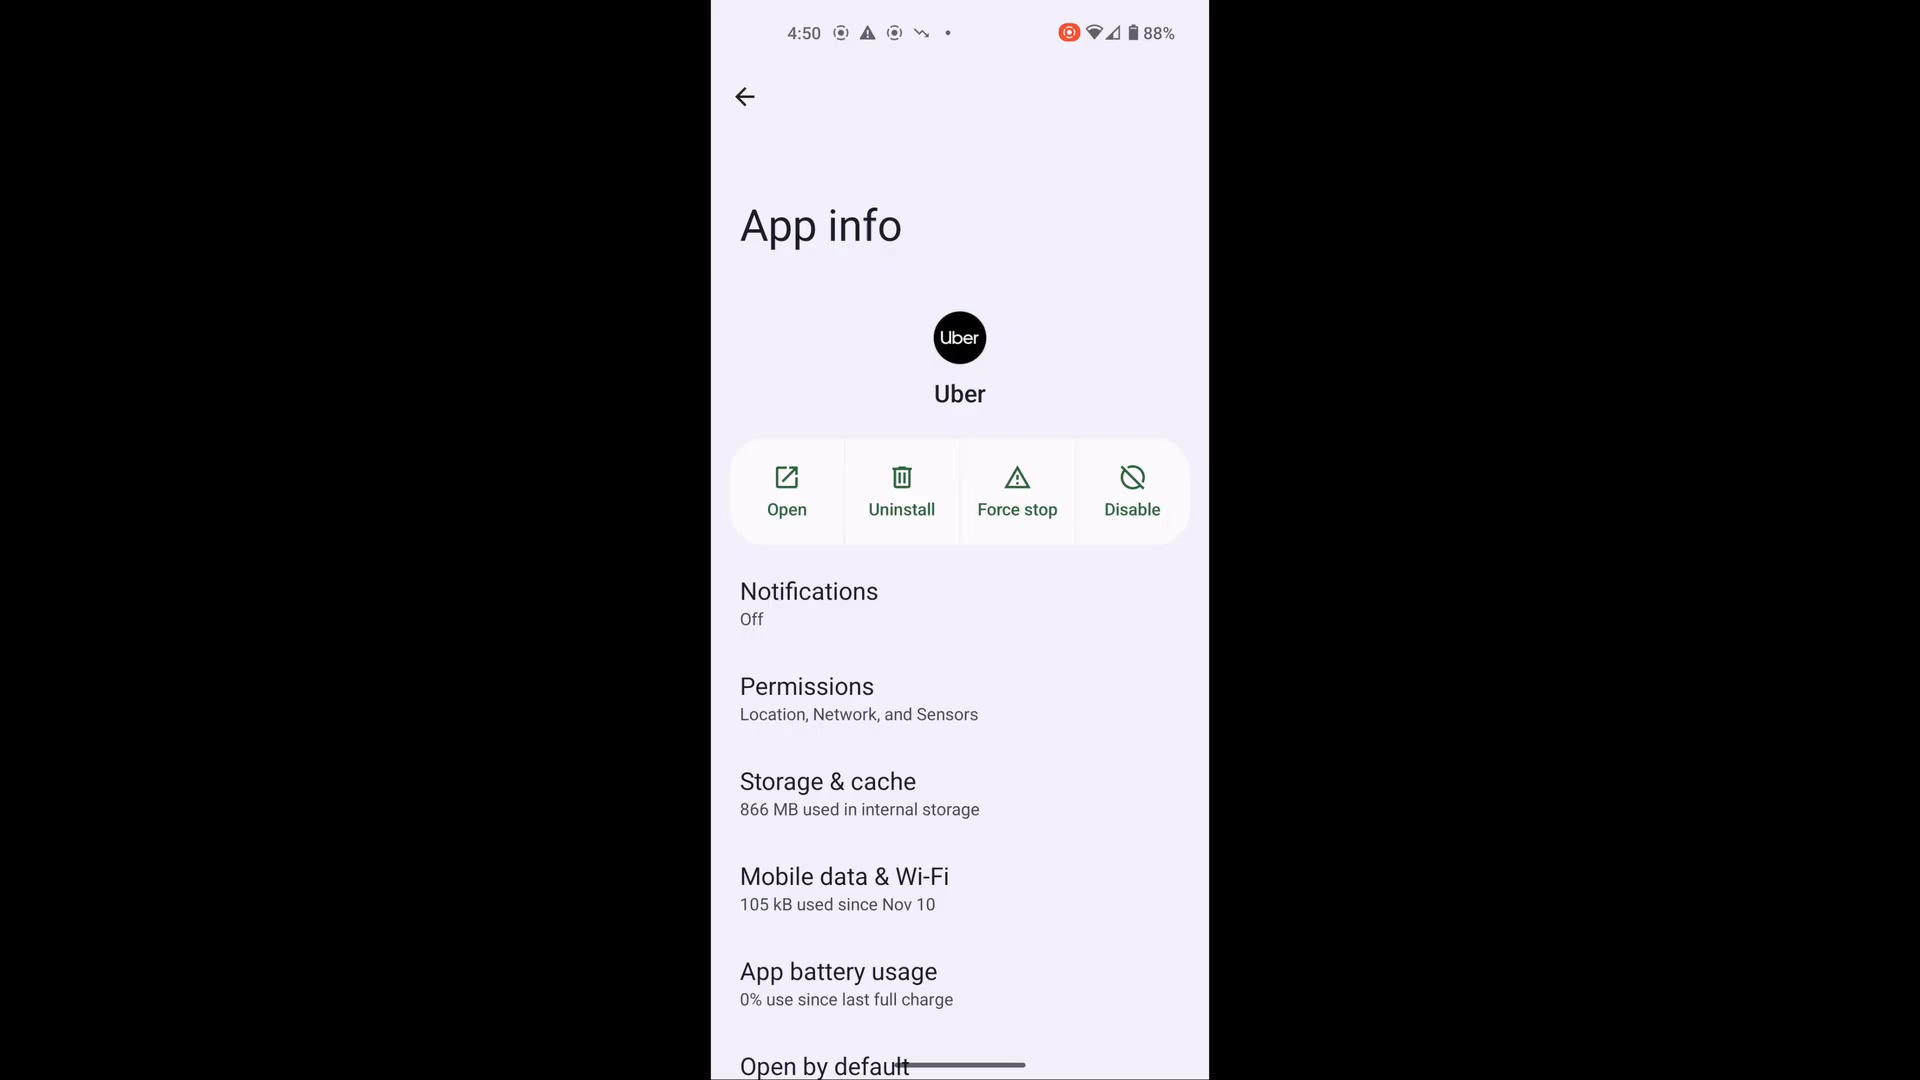 4:50
88%
App info
Uber
Uber
Open
Uninstall
Force stop
Disable
Notifications
Off
Permissions
Location, Network, and Sensors
Storage & cache
866 MB used in internal storage
Mobile data & Wi-Fi
105 kB used since Nov 10
App battery usage
0% use since last full charge
Open by default